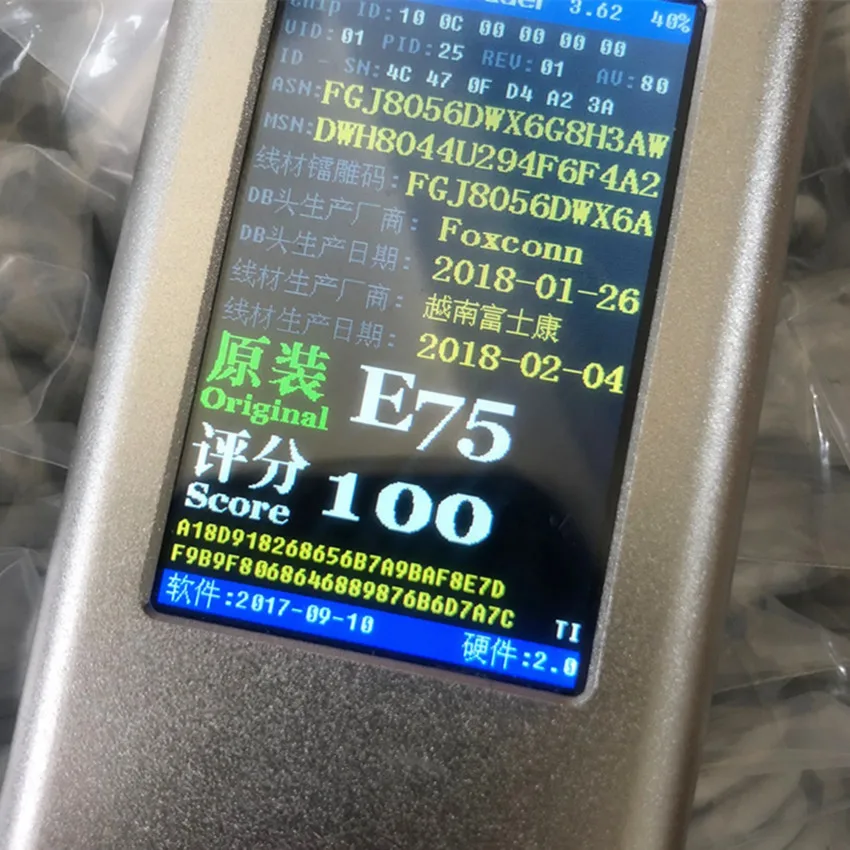 3.62 40%
Chip ID:10 0C 00 00 00 00
VID:01 PID:25 REV:01 AV:80
ID - SN:4C 47 0F D4 A2 3A
ASN:FGJ8056DWX6G8H3AW
MSN:DWH8044U294F6F4A2
线材镭雕码:FGJ8056DWX6A
DB头生产厂商:Foxconn
DB头生产日期:2018-01-26
线材生产厂商:越南富士康
线材生产日期:2018-02-04
原装 E75
Original
评分 100
Score
A18D918268656B7A9BAF8E7D
F9B9F80686468898​76B6D7A7C
TI
软件:2017-09-10 硬件:2.0